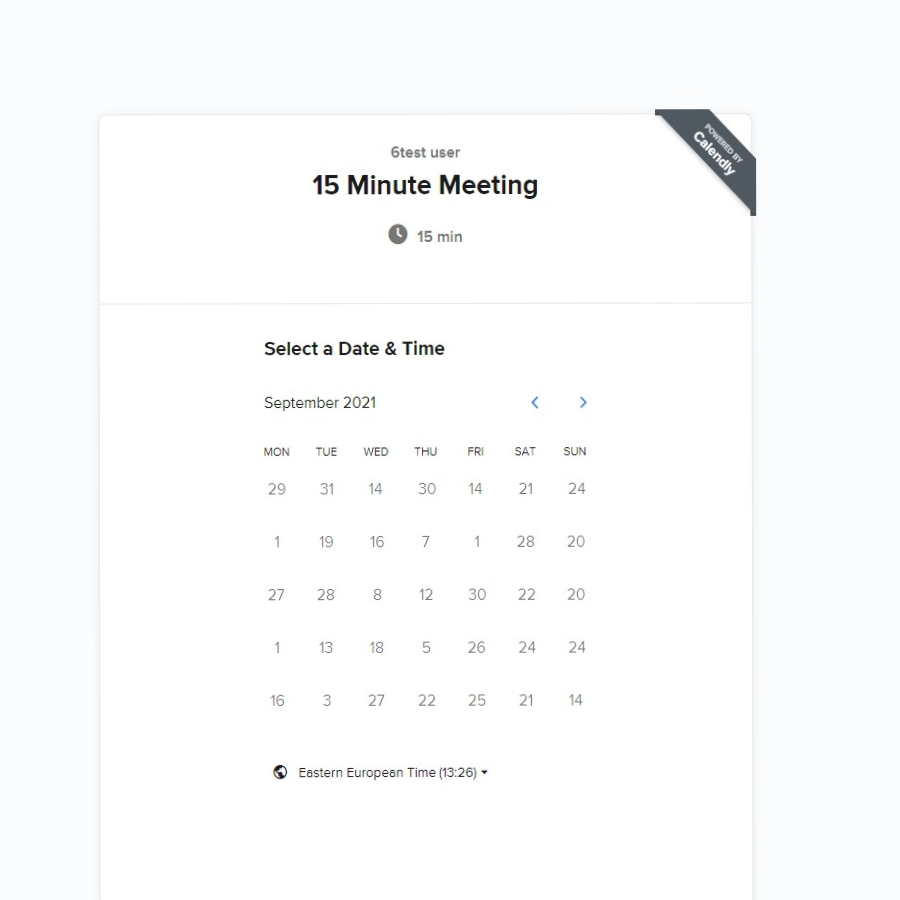 POWERED BY
Calendly
6test user
15 Minute Meeting
15 min
Select a Date & Time
September 2021
MON TUE WED THU FRI SAT SUN
29 31 14 30 14 21 24
1 19 16 7 1 28 20
27 28 8 12 30 22 20
1 13 18 5 26 24 24
16 3 27 22 25 21 14
Eastern European Time (13:26)